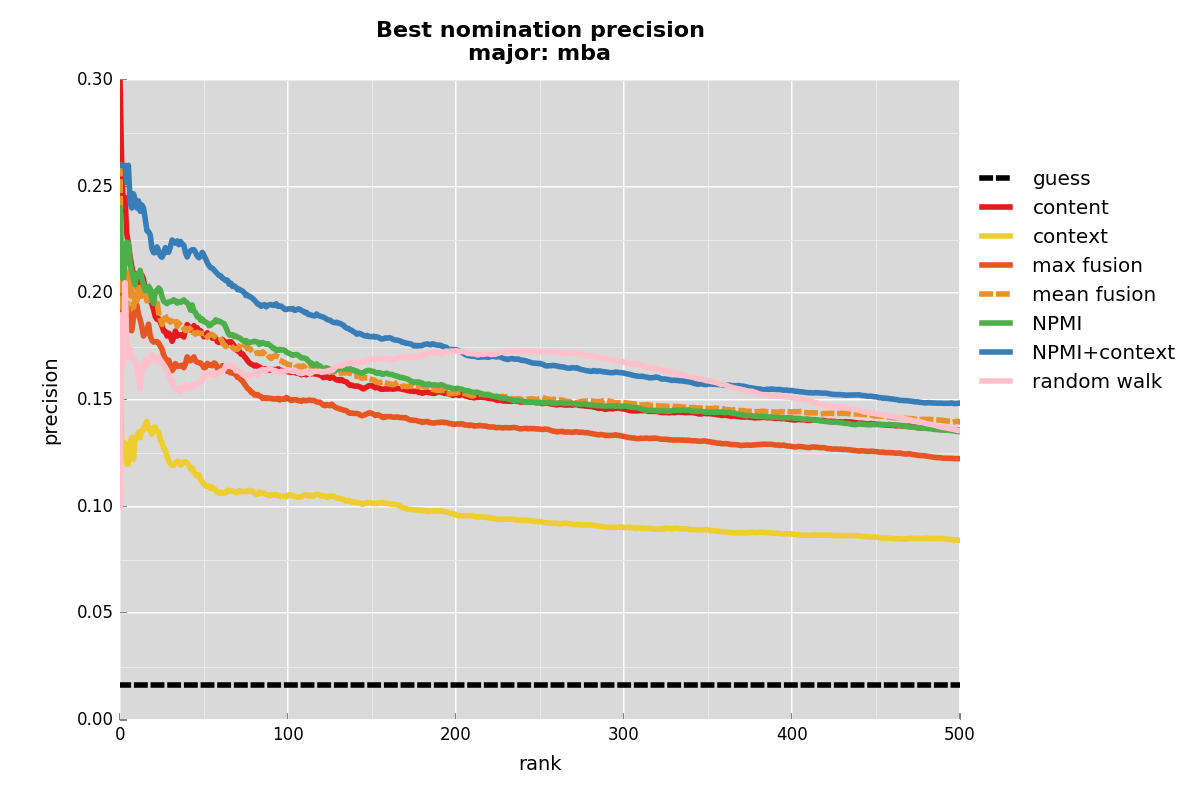 Best nomination precision
major: mba
precision
0.30
0.25
0.20
0.15
0.10
0.05
0.00
0
100
200
300
400
500
rank
guess
content
context
max fusion
mean fusion
NPMI
NPMI+context
random walk